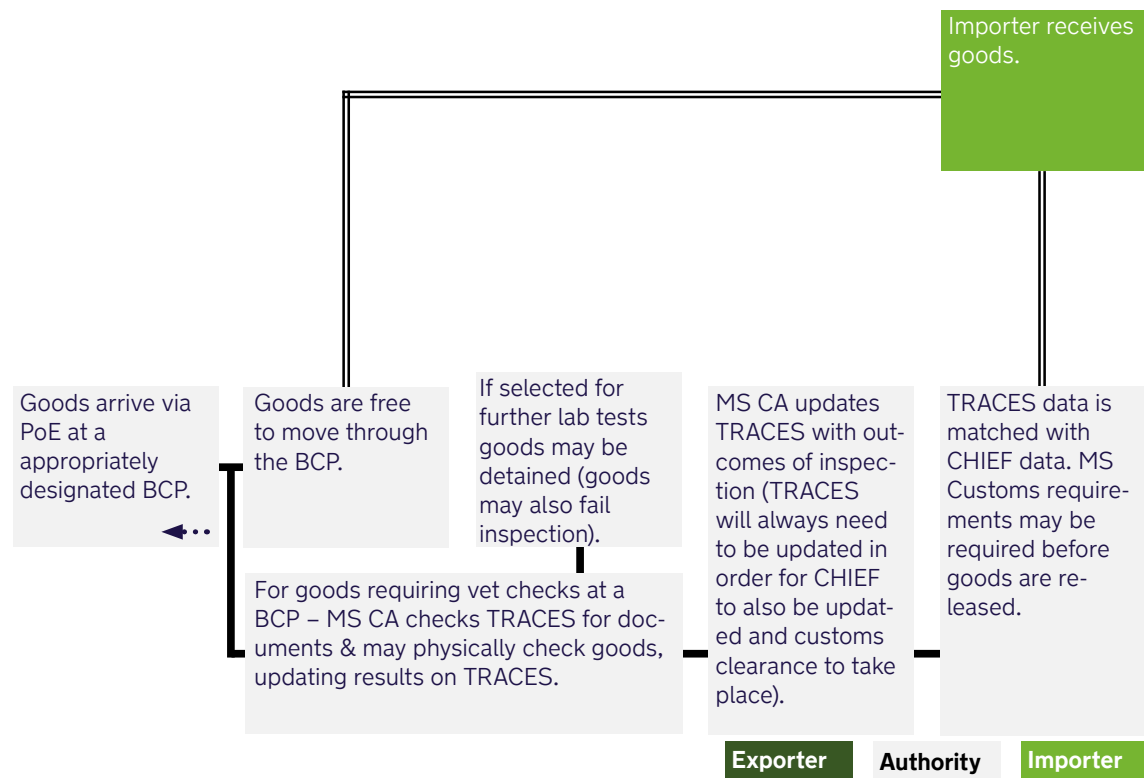 Importer receives
goods.
Goods arrive via
PoE at a
appropriately
designated BCP.
Goods are free
to move through
the BCP.
If selected for
further lab tests
goods may be
detained (goods
may also fail
inspection).
For goods requiring vet checks at a
BCP – MS CA checks TRACES for doc-
uments & may physically check goods,
updating results on TRACES.
MS CA updates
TRACES with out-
comes of inspec-
tion (TRACES
will always need
to be updated in
order for CHIEF
to also be updat-
ed and customs
clearance to take
place).
TRACES data is
matched with
CHIEF data. MS
Customs require-
ments may be
required before
goods are re-
leased.
Exporter
Authority
Importer